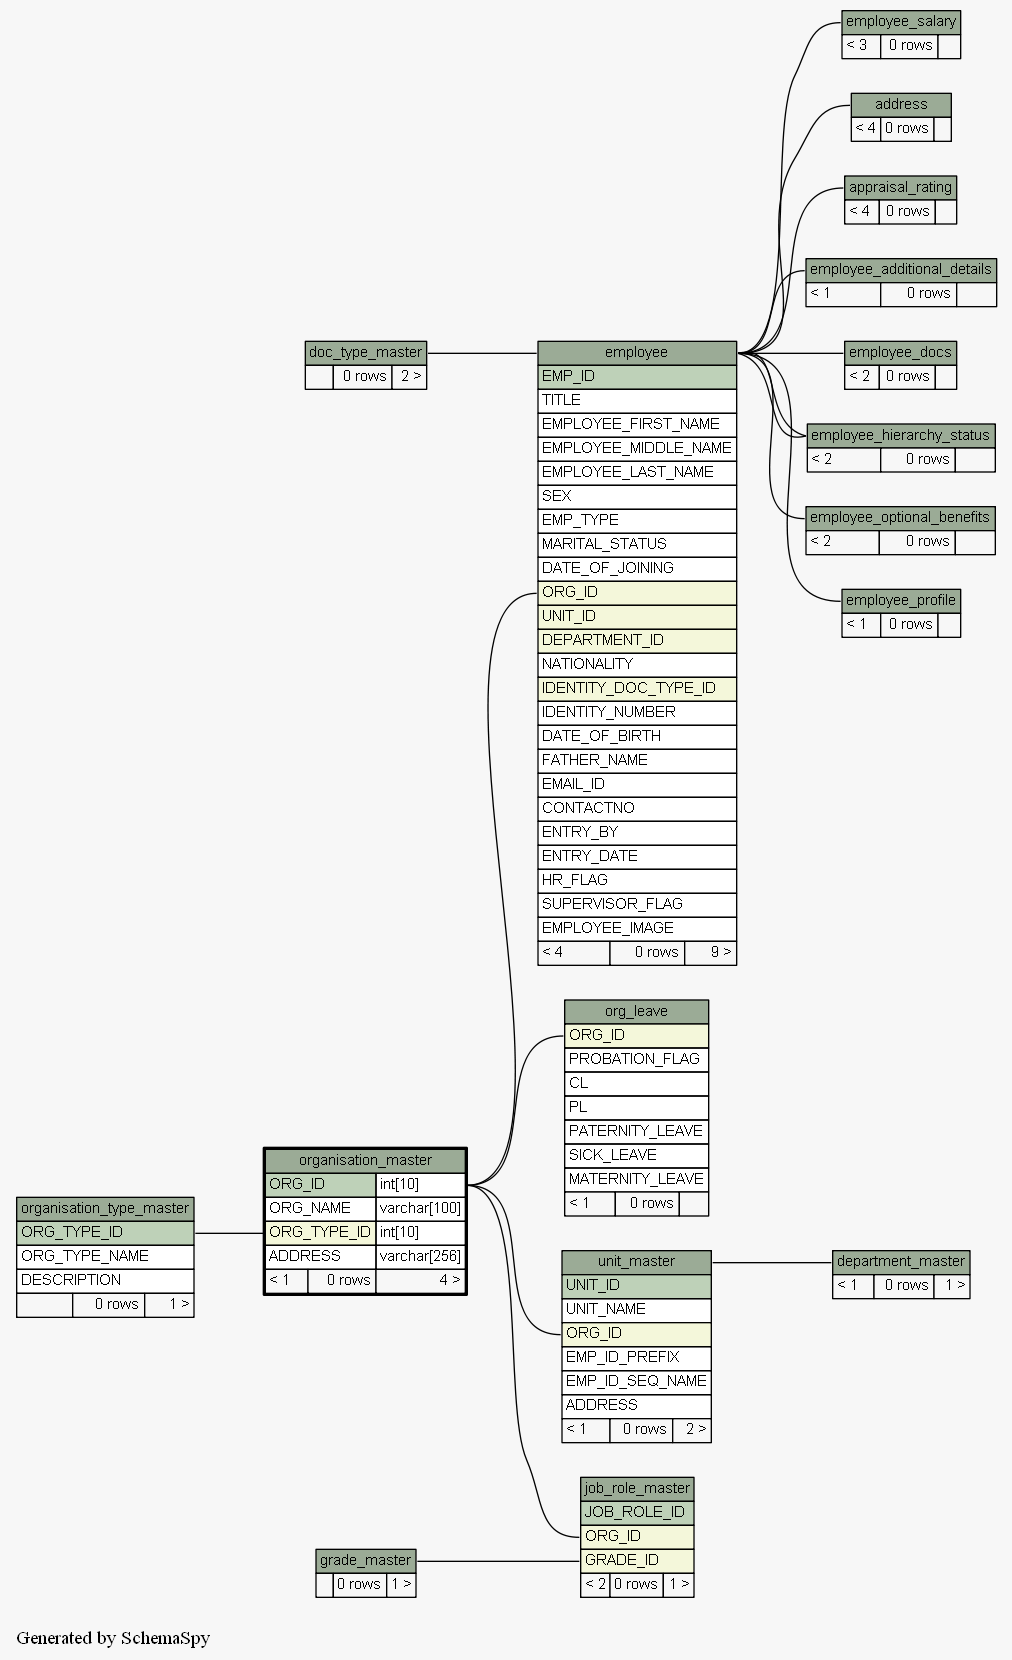 employee_salary
< 3 0 rows
address
< 4 0 rows
appraisal_rating
< 4 0 rows
employee_additional_details
< 1 0 rows
doc_type_master
0 rows 2 >
employee
EMP_ID
TITLE
EMPLOYEE_FIRST_NAME
EMPLOYEE_MIDDLE_NAME
EMPLOYEE_LAST_NAME
SEX
EMP_TYPE
MARITAL_STATUS
DATE_OF_JOINING
ORG_ID
UNIT_ID
DEPARTMENT_ID
NATIONALITY
IDENTITY_DOC_TYPE_ID
IDENTITY_NUMBER
DATE_OF_BIRTH
FATHER_NAME
EMAIL_ID
CONTACTNO
ENTRY_BY
ENTRY_DATE
HR_FLAG
SUPERVISOR_FLAG
EMPLOYEE_IMAGE
< 4 0 rows 9 >
employee_docs
< 2 0 rows
employee_hierarchy_status
< 2 0 rows
employee_optional_benefits
< 2 0 rows
employee_profile
< 1 0 rows
org_leave
ORG_ID
PROBATION_FLAG
CL
PL
PATERNITY_LEAVE
SICK_LEAVE
MATERNITY_LEAVE
< 1 0 rows
organisation_type_master
ORG_TYPE_ID
ORG_TYPE_NAME
DESCRIPTION
0 rows 1 >
organisation_master
ORG_ID int[10]
ORG_NAME varchar[100]
ORG_TYPE_ID int[10]
ADDRESS varchar[256]
< 1 0 rows 4 >
unit_master
UNIT_ID
UNIT_NAME
ORG_ID
EMP_ID_PREFIX
EMP_ID_SEQ_NAME
ADDRESS
< 1 0 rows 2 >
department_master
< 1 0 rows 1 >
job_role_master
JOB_ROLE_ID
ORG_ID
GRADE_ID
< 2 0 rows 1 >
grade_master
0 rows 1 >
Generated by SchemaSpy